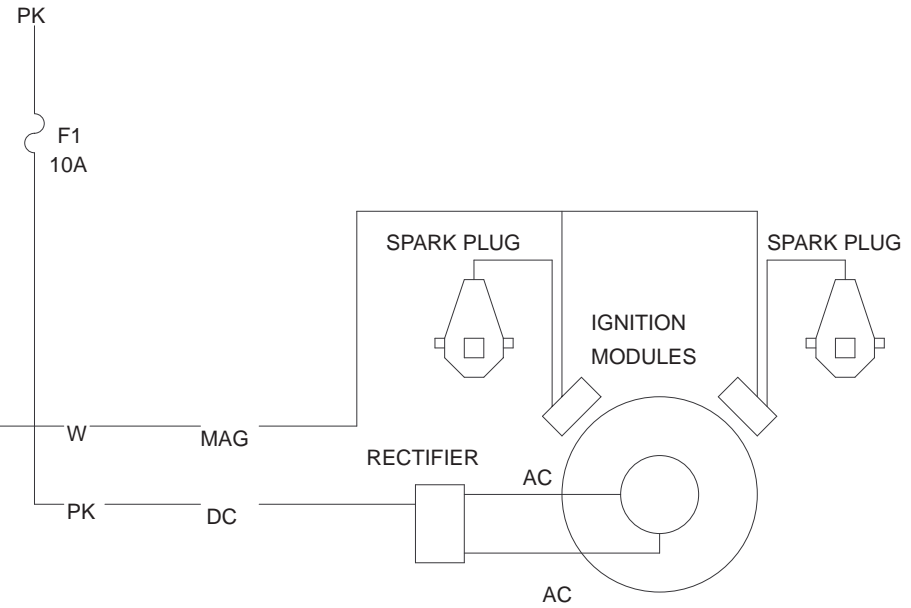 PK
F1
10A
SPARK PLUG
SPARK PLUG
IGNITION
MODULES
W
MAG
RECTIFIER
AC
PK
DC
AC